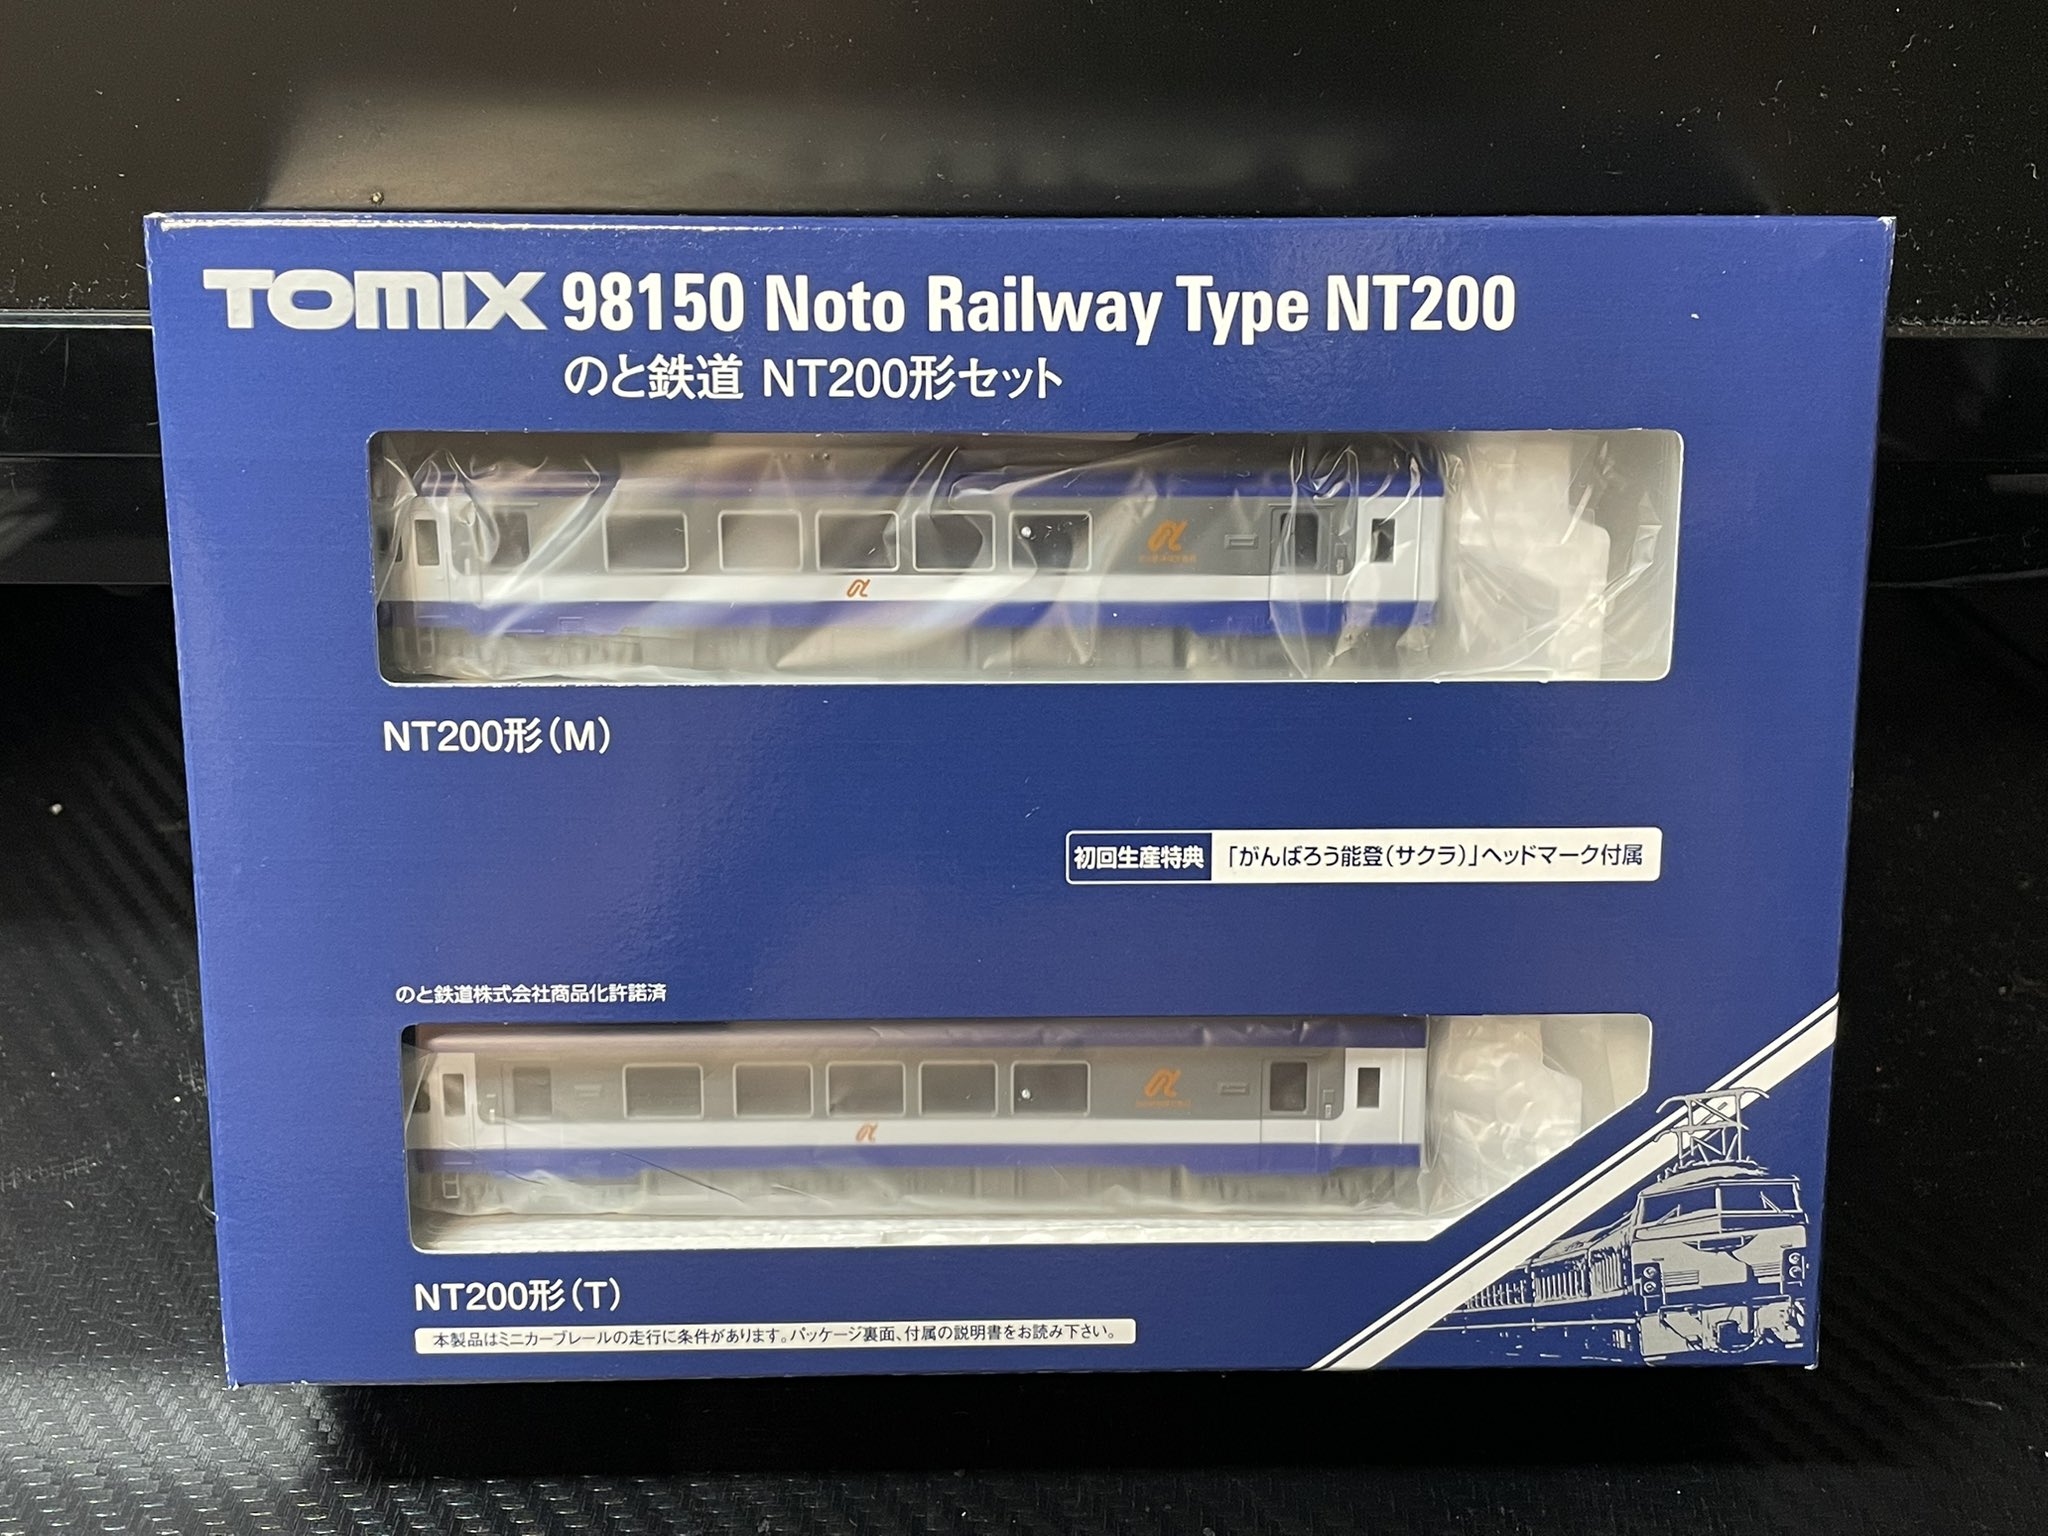 TOMIX 98150 Noto Railway Type NT200
のと鉄道 NT200形セット
NT200形(M)
初回生産特典 「がんばろう能登(サクラ)」ヘッドマーク付属
のと鉄道株式会社商品化許諾済
NT200形(T)
本製品はミニカーブレールの走行に条件があります。パッケージ裏面、付属の説明書をお読み下さい。